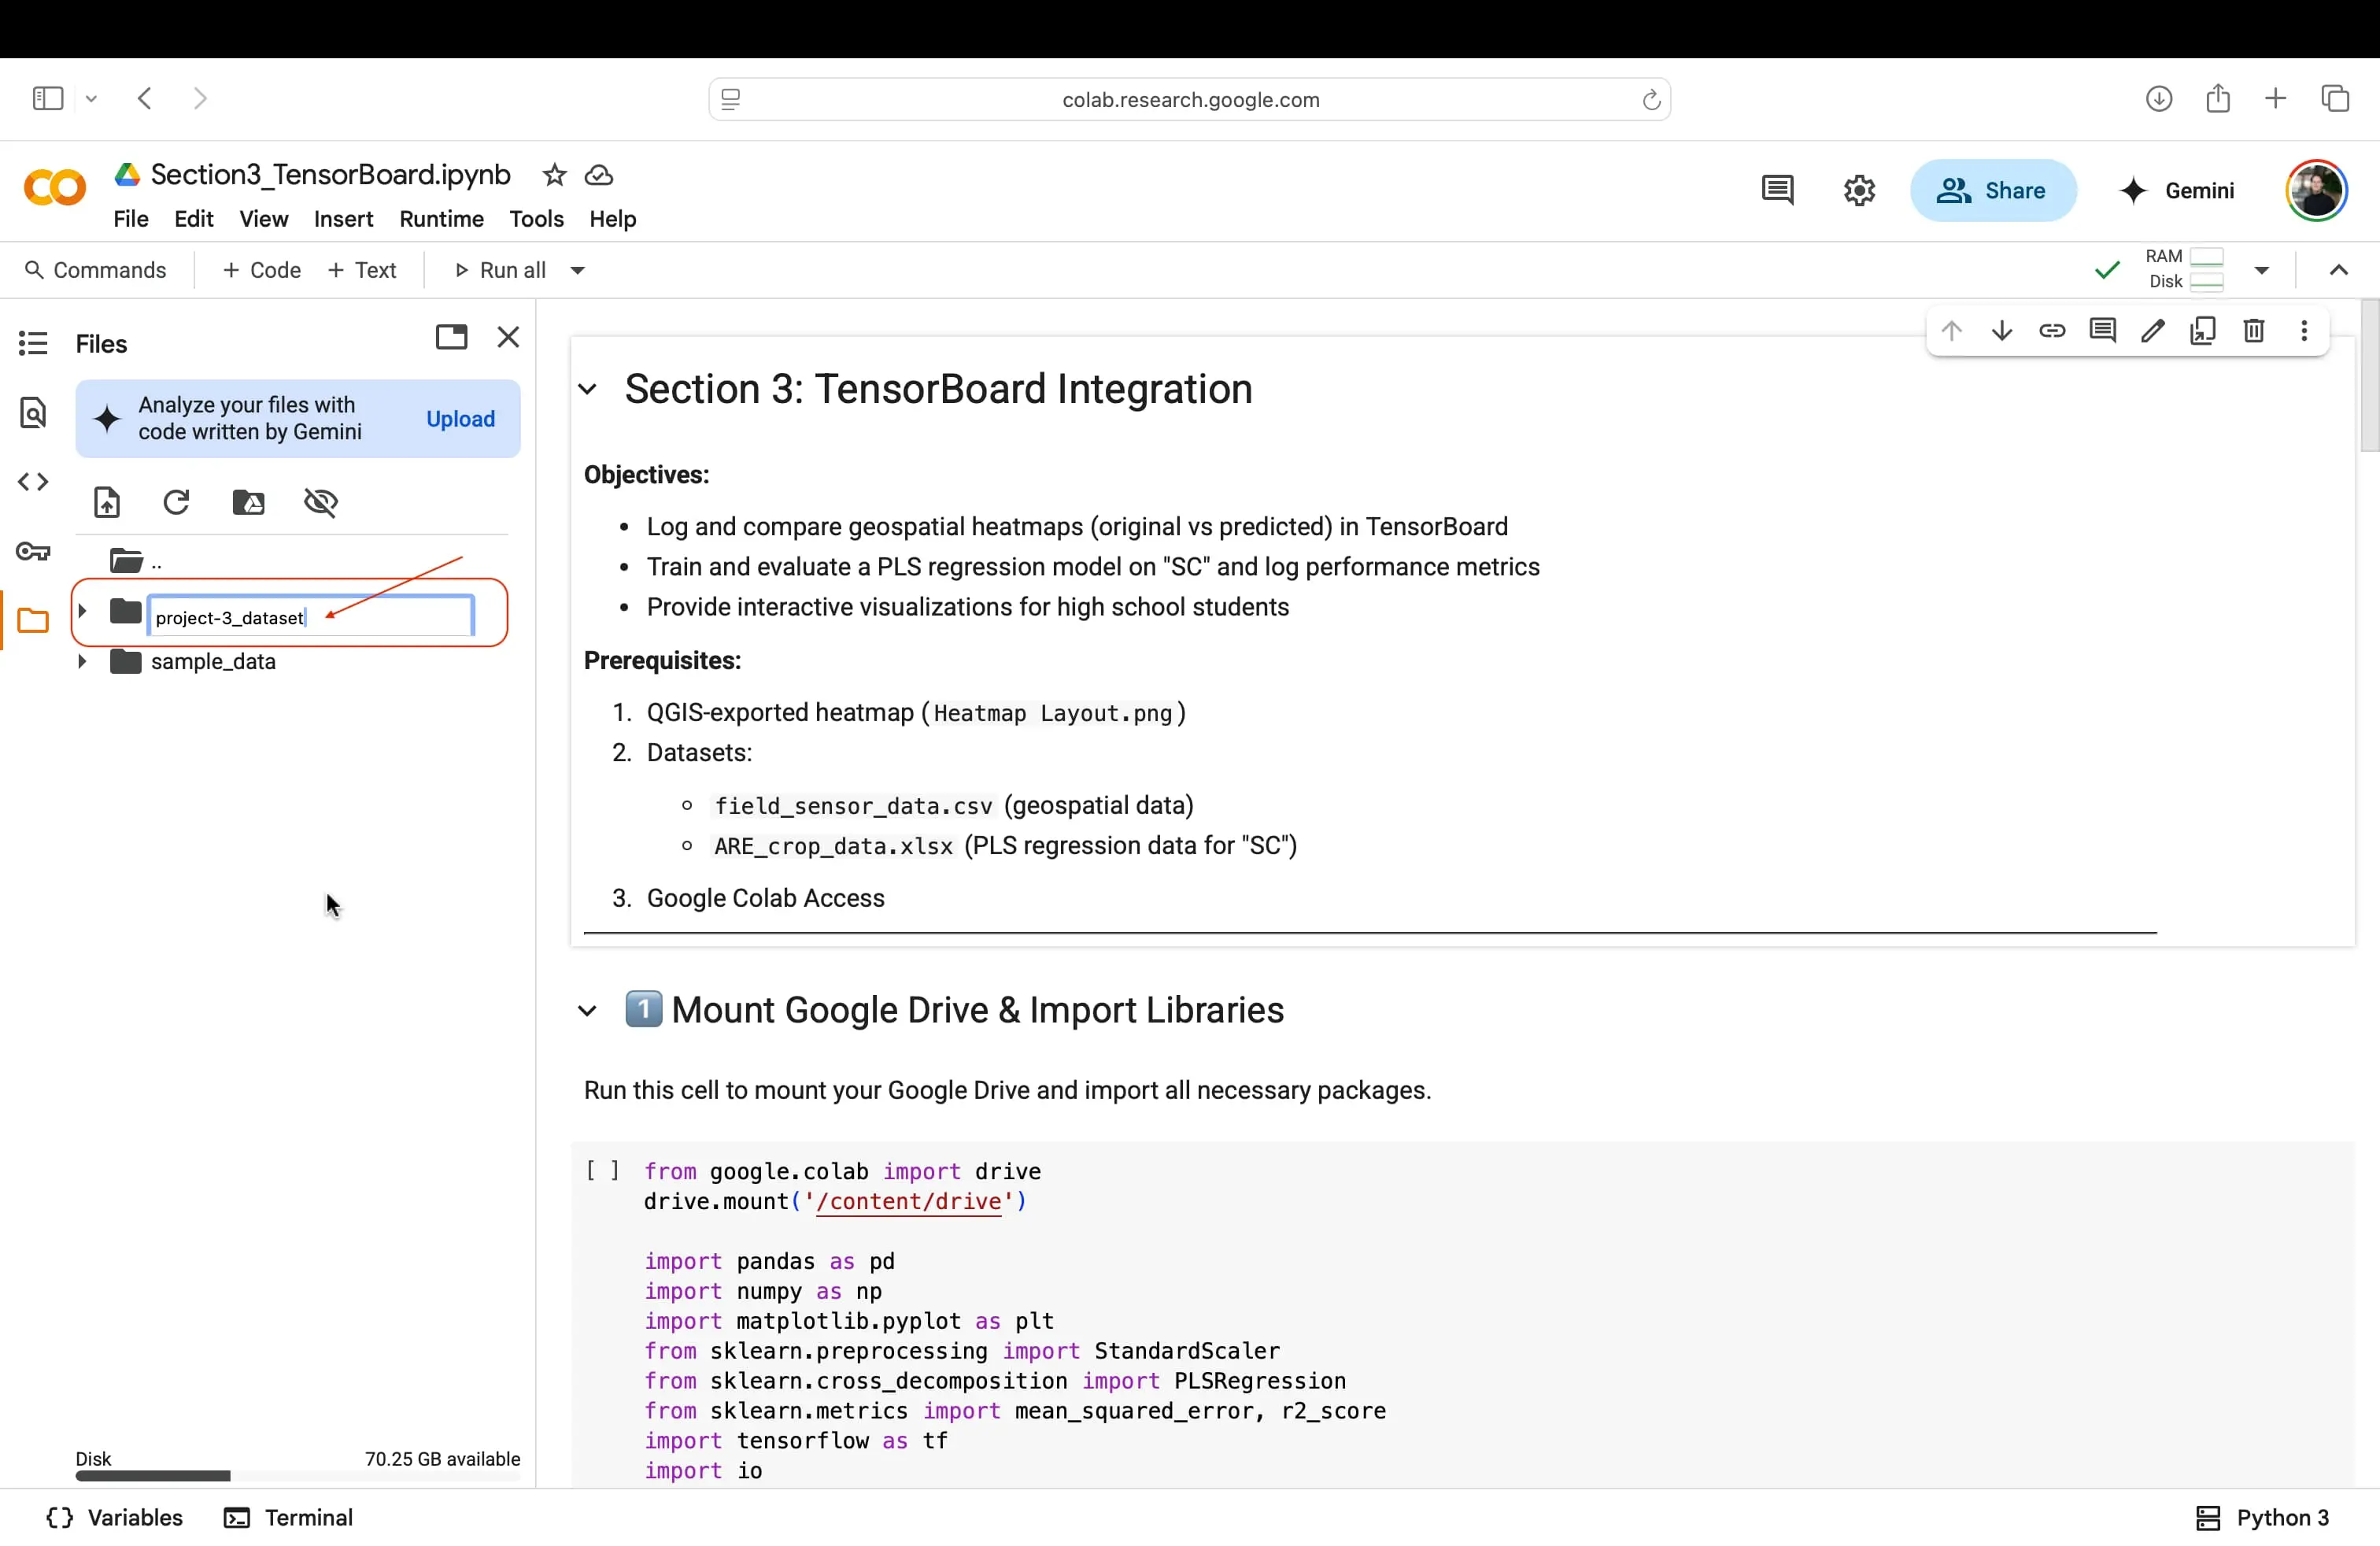 colab.research.google.com
Section3_TensorBoard.ipynb
File Edit View Insert Runtime Tools Help
Share
Gemini
Commands + Code + Text Run all
RAM
Disk
Files
Analyze your files with
code written by Gemini
Upload
..
project-3_dataset
sample_data
Disk 70.25 GB available
Section 3: TensorBoard Integration
Objectives:
• Log and compare geospatial heatmaps (original vs predicted) in TensorBoard
• Train and evaluate a PLS regression model on "SC" and log performance metrics
• Provide interactive visualizations for high school students
Prerequisites:
1. QGIS-exported heatmap (Heatmap Layout.png)
2. Datasets:
field_sensor_data.csv (geospatial data)
ARE_crop_data.xlsx (PLS regression data for "SC")
3. Google Colab Access
1 Mount Google Drive & Import Libraries
Run this cell to mount your Google Drive and import all necessary packages.
[ ] from google.colab import drive
drive.mount('/content/drive')
import pandas as pd
import numpy as np
import matplotlib.pyplot as plt
from sklearn.preprocessing import StandardScaler
from sklearn.cross_decomposition import PLSRegression
from sklearn.metrics import mean_squared_error, r2_score
import tensorflow as tf
import io
Variables Terminal
Python 3